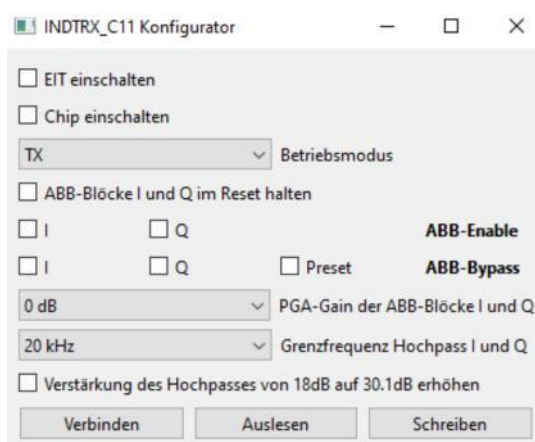 INDTRX_C11 Konfigurator
EIT einschalten
Chip einschalten
TX Betriebsmodus
ABB-Blöcke I und Q im Reset halten
I Q ABB-Enable
I Q Preset ABB-Bypass
0 dB PGA-Gain der ABB-Blöcke I und Q
20 kHz Grenzfrequenz Hochpass I und Q
Verstärkung des Hochpasses von 18dB auf 30.1dB erhöhen
Verbinden Auslesen Schreiben